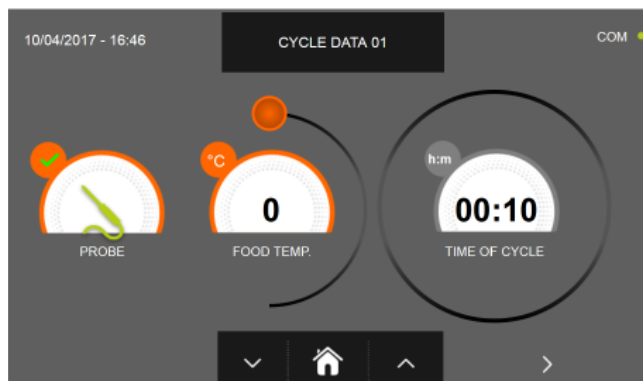 10/04/2017 - 16:46
CYCLE DATA 01
COM
°C
h:m
0
00:10
PROBE
FOOD TEMP.
TIME OF CYCLE